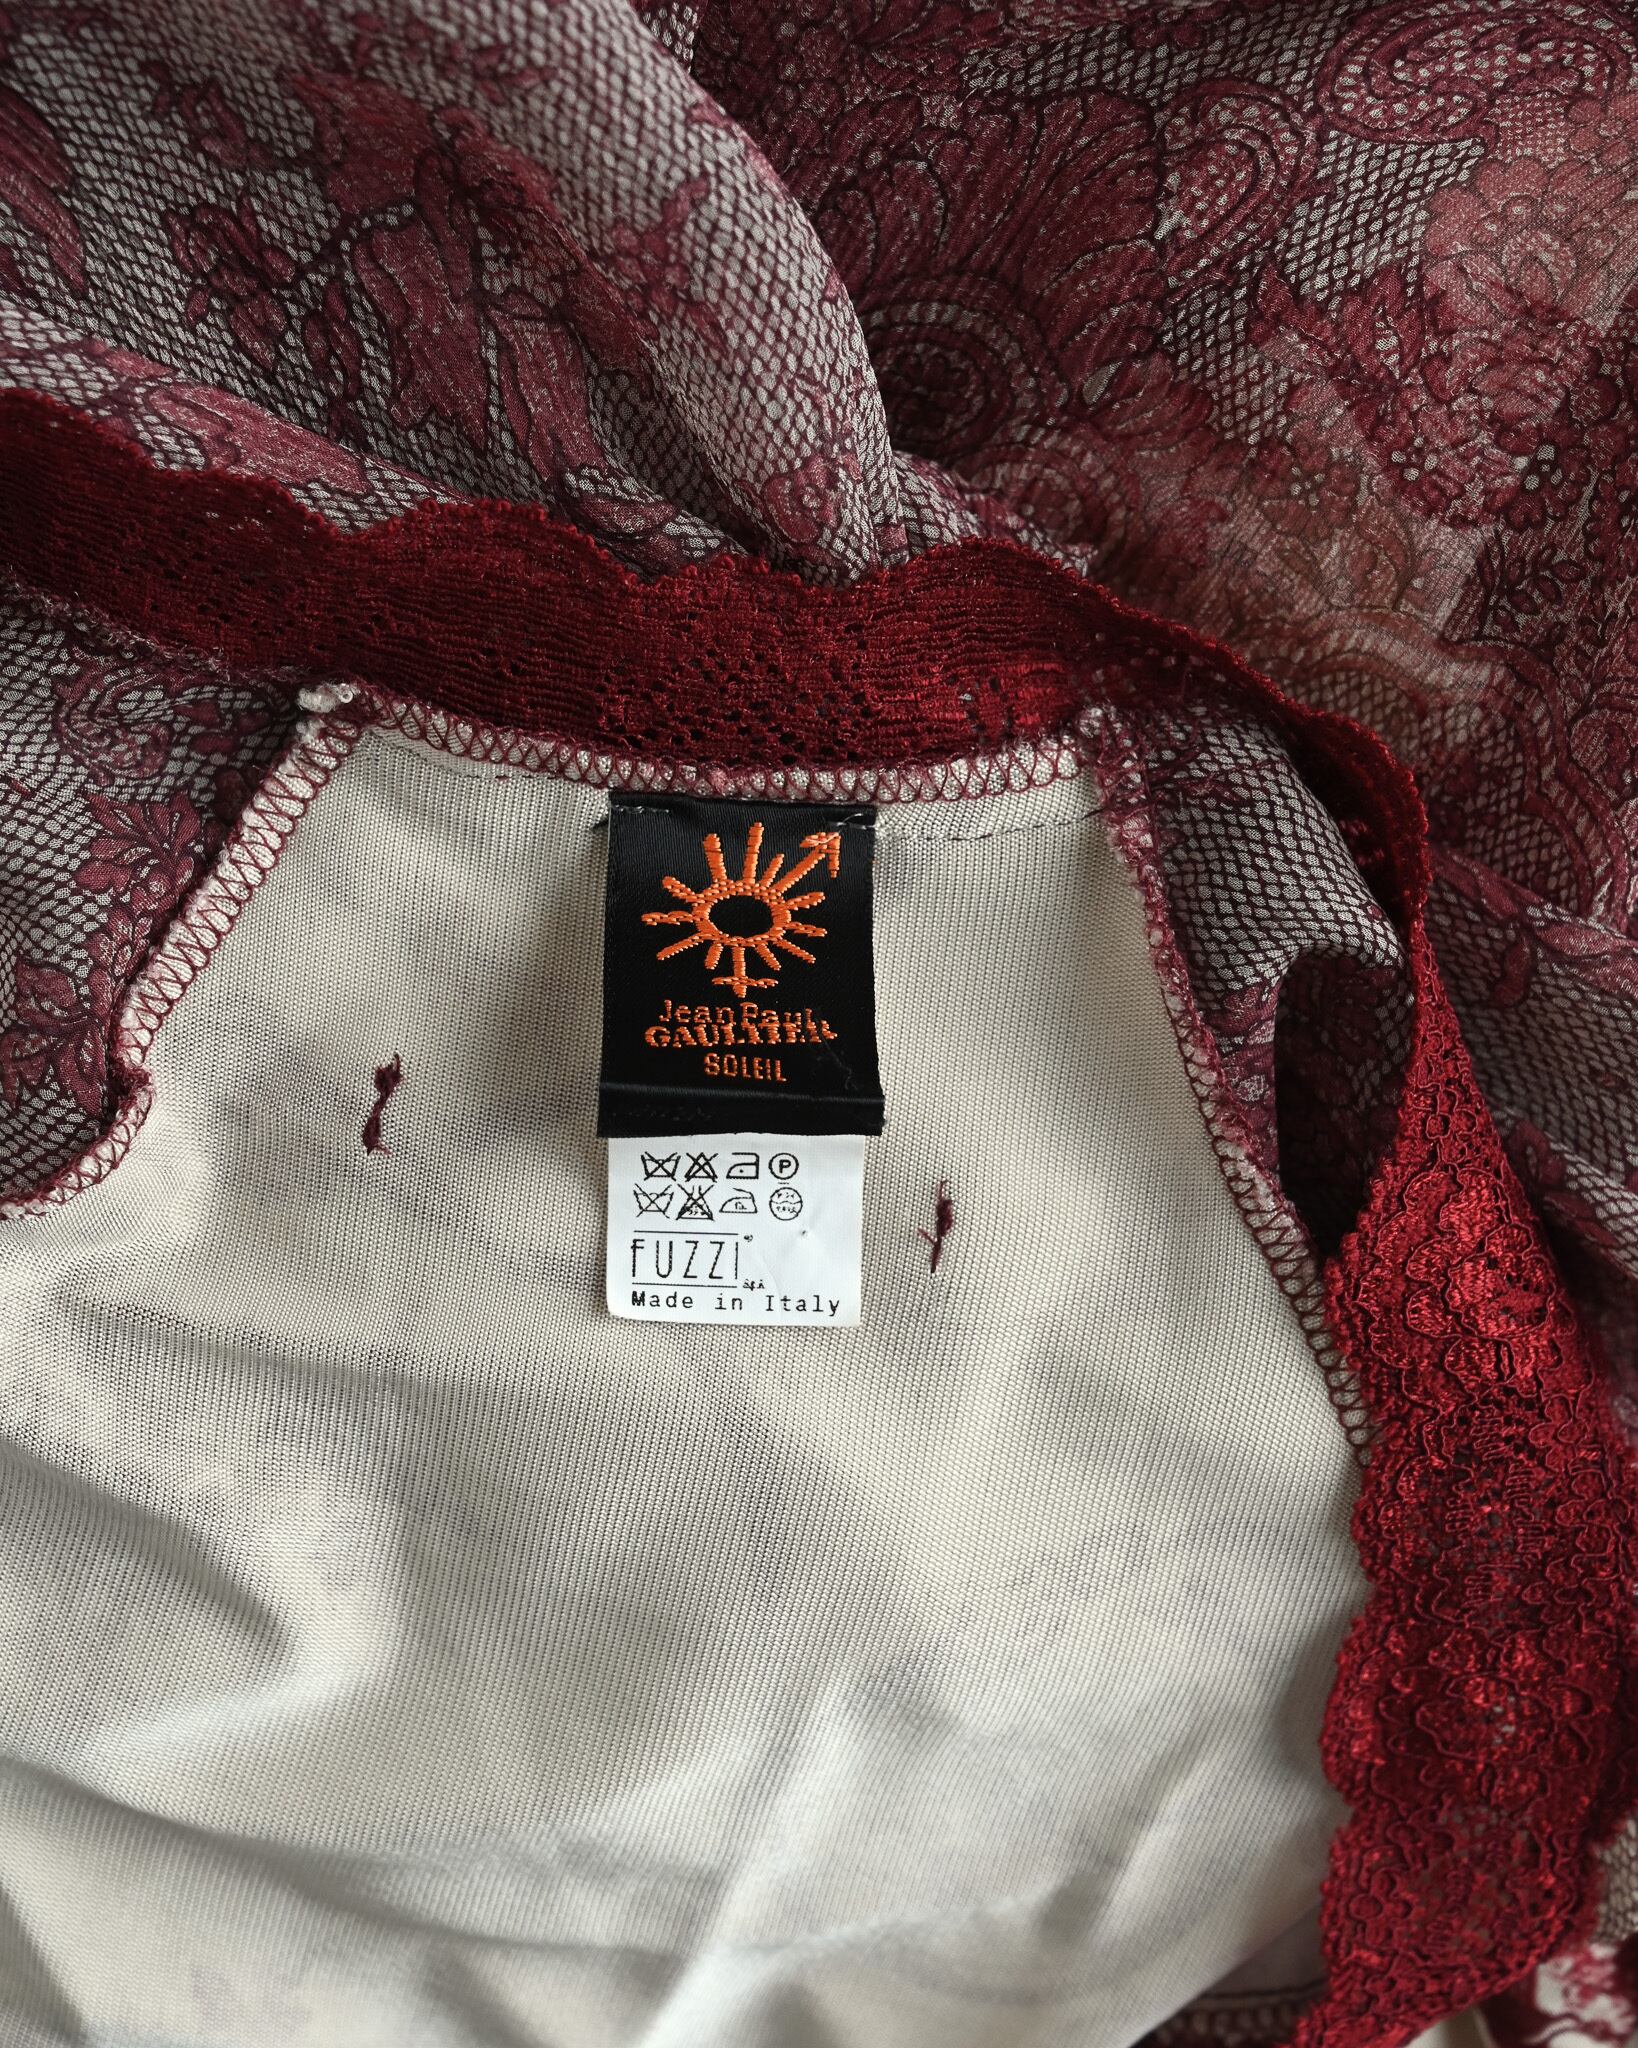 Jean Paul
GAULTIER
SOLEIL
P
FUZZI
s.p.a.
Made in Italy